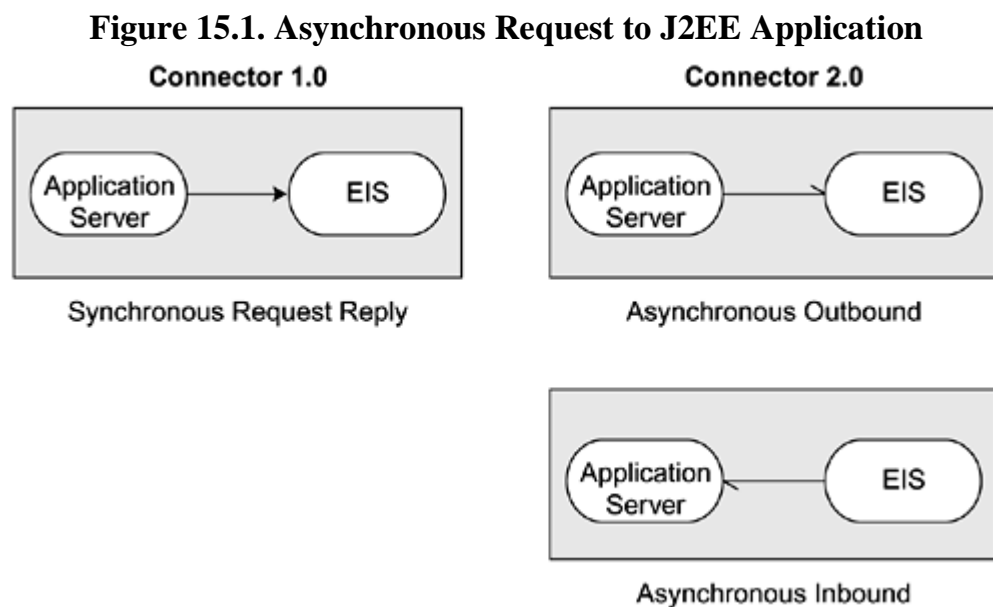 Figure 15.1. Asynchronous Request to J2EE Application
Connector 1.0
Connector 2.0
Application
Server
EIS
Application
Server
EIS
Synchronous Request Reply
Asynchronous Outbound
Application
Server
EIS
Asynchronous Inbound